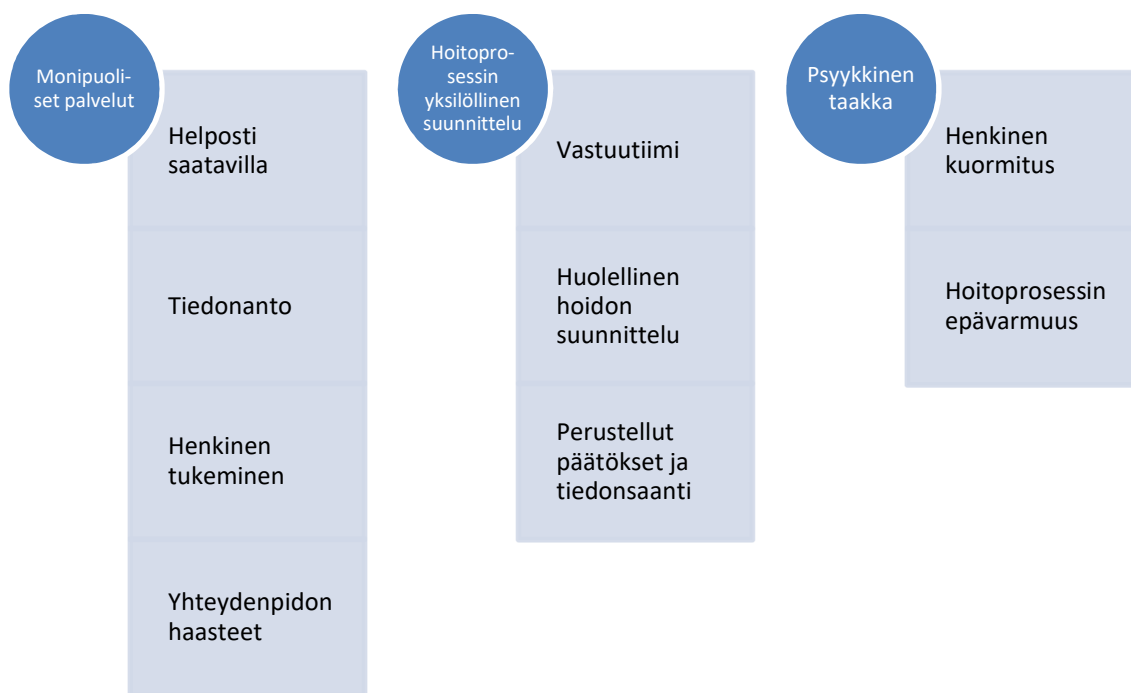 Monipuoli-
set palvelut
Helposti
saatavilla
Tiedonanto
Henkinen
tukeminen
Yhteydenpidon
haasteet
Hoitopro-
sessin
yksilöllinen
suunnittelu
Vastuutiimi
Huolellinen
hoidon
suunnittelu
Perustellut
päätökset ja
tiedonsaanti
Psyykkinen
taakka
Henkinen
kuormitus
Hoitoprosessin
epävarmuus